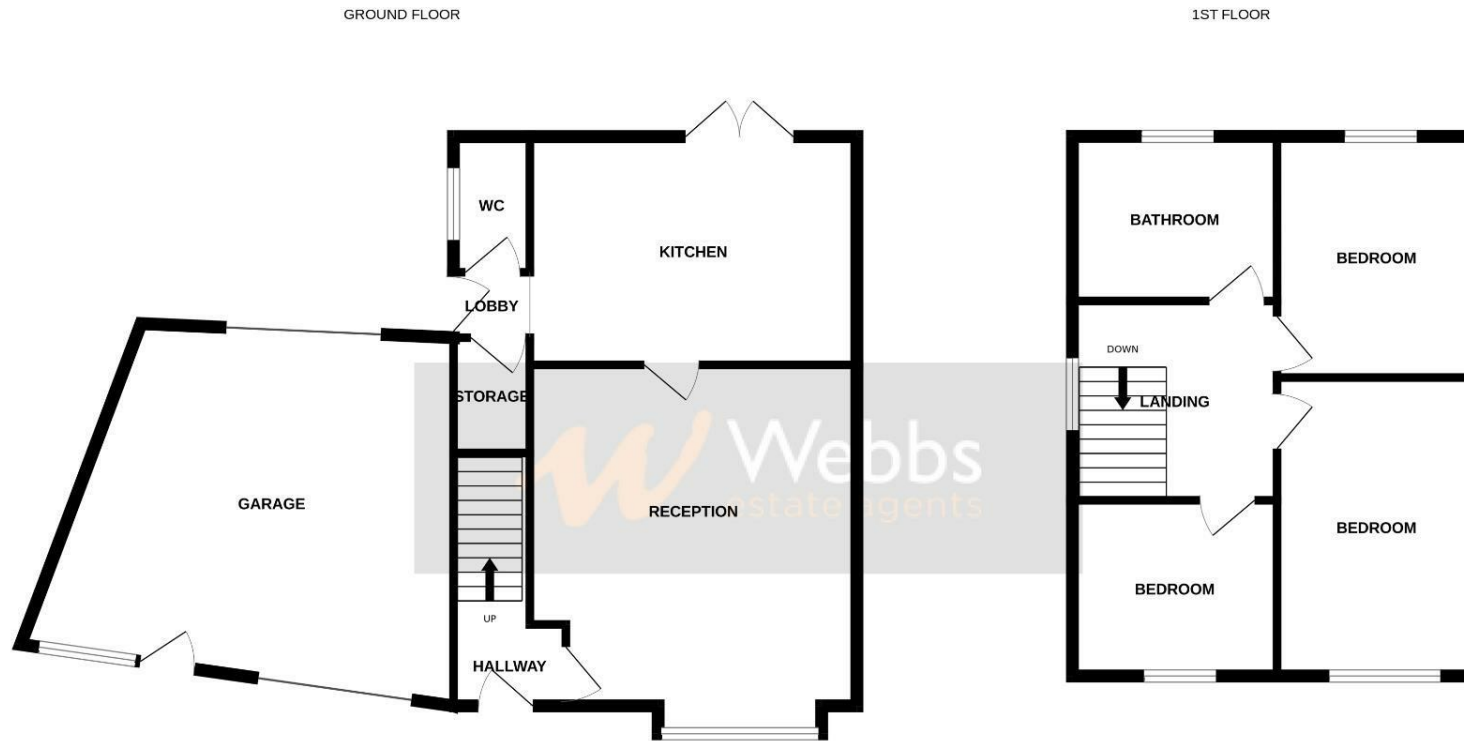 GROUND FLOOR
1ST FLOOR
WC
KITCHEN
LOBBY
STORAGE
GARAGE
RECEPTION
UP
HALLWAY
Webbs
estate agents
BATHROOM
BEDROOM
DOWN
LANDING
BEDROOM
BEDROOM